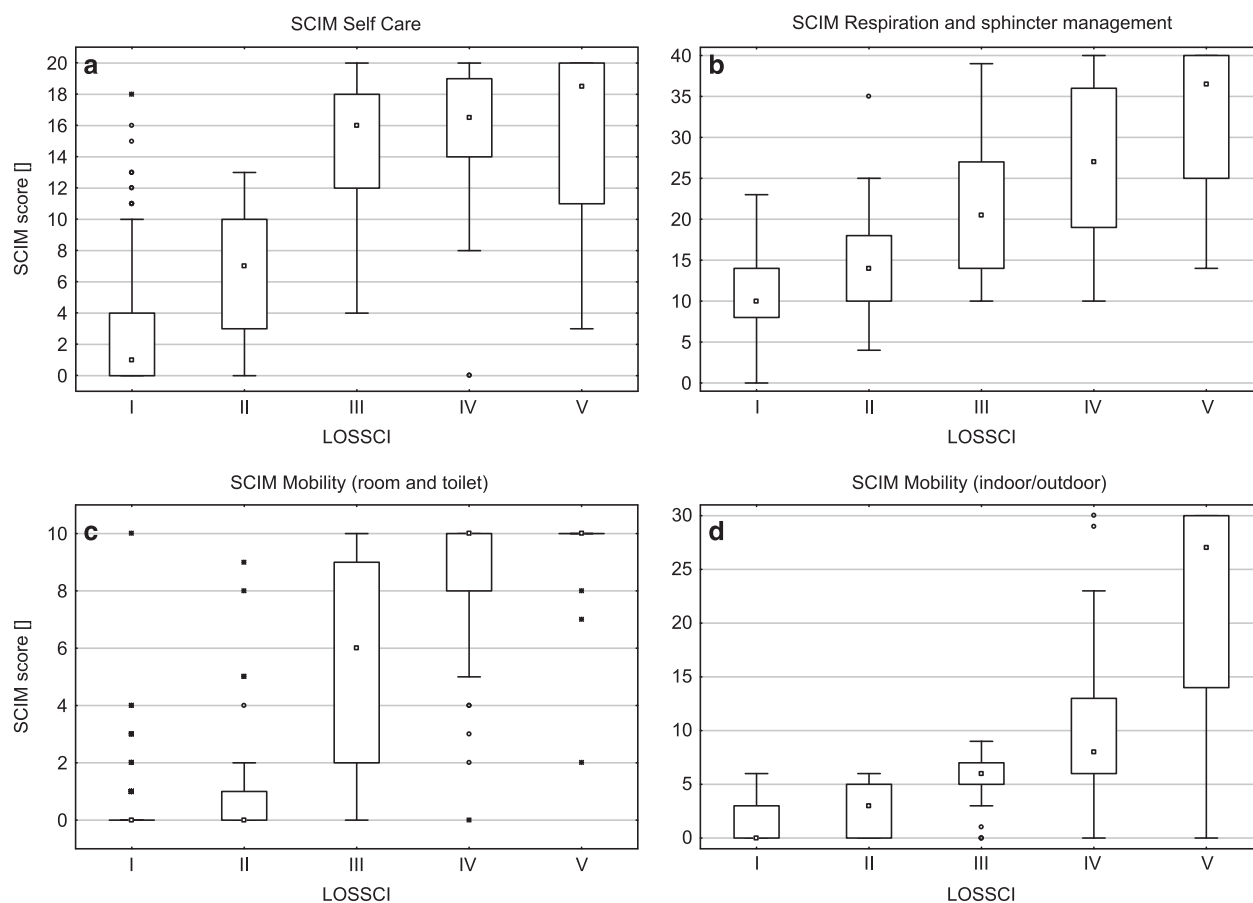 SCIM Self Care
a
20
18
16
14
12
10
8
6
4
2
0
SCIM score []
I II III IV V
LOSSCI
SCIM Respiration and sphincter management
b
40
35
30
25
20
15
10
5
0
I II III IV V
LOSSCI
SCIM Mobility (room and toilet)
c
10
8
6
4
2
0
SCIM score []
I II III IV V
LOSSCI
SCIM Mobility (indoor/outdoor)
d
30
25
20
15
10
5
0
I II III IV V
LOSSCI